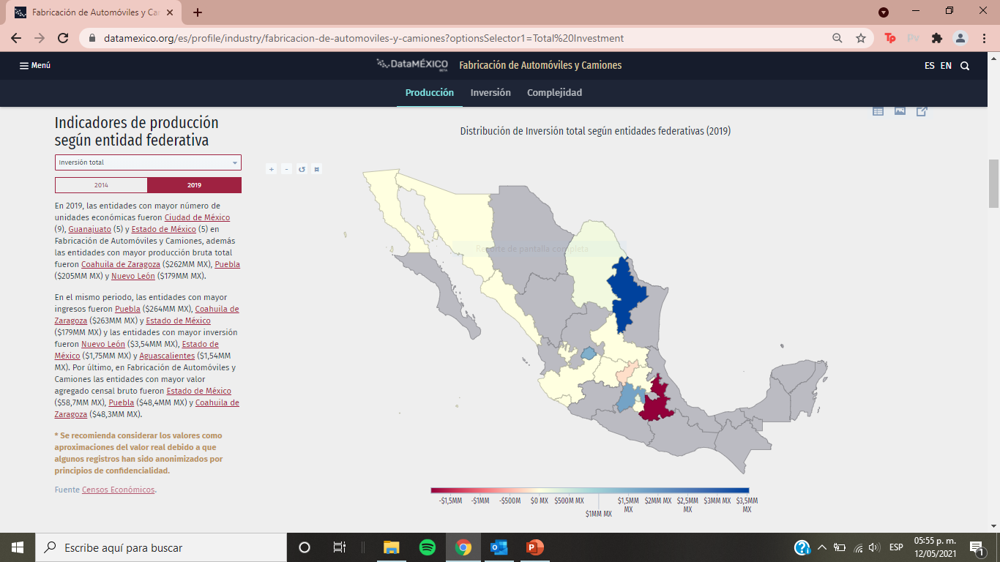 Fabricación de Automóviles y Ca
datamexico.org/es/profile/industry/fabricacion-de-automoviles-y-camiones?optionsSelector1=Total%20Investment
Menú
DataMÉXICO
BETA
Fabricación de Automóviles y Camiones
ES EN
Producción Inversión Complejidad
Indicadores de producción
según entidad federativa
Inversión total
2014 2019
En 2019, las entidades con mayor número de
unidades económicas fueron Ciudad de México
(9), Guanajuato (5) y Estado de México (5) en
Fabricación de Automóviles y Camiones, además
las entidades con mayor producción bruta total
fueron Coahuila de Zaragoza ($262MM MX), Puebla
($205MM MX) y Nuevo León ($179MM MX).
En el mismo periodo, las entidades con mayor
ingresos fueron Puebla ($264MM MX), Coahuila de
Zaragoza ($263MM MX) y Estado de México
($179MM MX) y las entidades con mayor inversión
fueron Nuevo León ($3,54MM MX), Estado de
México ($1,75MM MX) y Aguascalientes ($1,54MM
MX). Por último, en Fabricación de Automóviles y
Camiones las entidades con mayor valor
agregado censal bruto fueron Estado de México
($58,7MM MX), Puebla ($48,4MM MX) y Coahuila de
Zaragoza ($48,3MM MX).
* Se recomienda considerar los valores como
aproximaciones del valor real debido a que
algunos registros han sido anonimizados por
principios de confidencialidad.
Fuente Censos Económicos.
Distribución de Inversión total según entidades federativas (2019)
Recorte de pantalla completa
-$1,5MM -$1MM -$500M $0 MX $500M MX $1MM MX $1,5MM MX $2MM MX $2,5MM MX $3MM MX $3,5MM MX
Escribe aquí para buscar
ESP
05:55 p. m.
12/05/2021
1